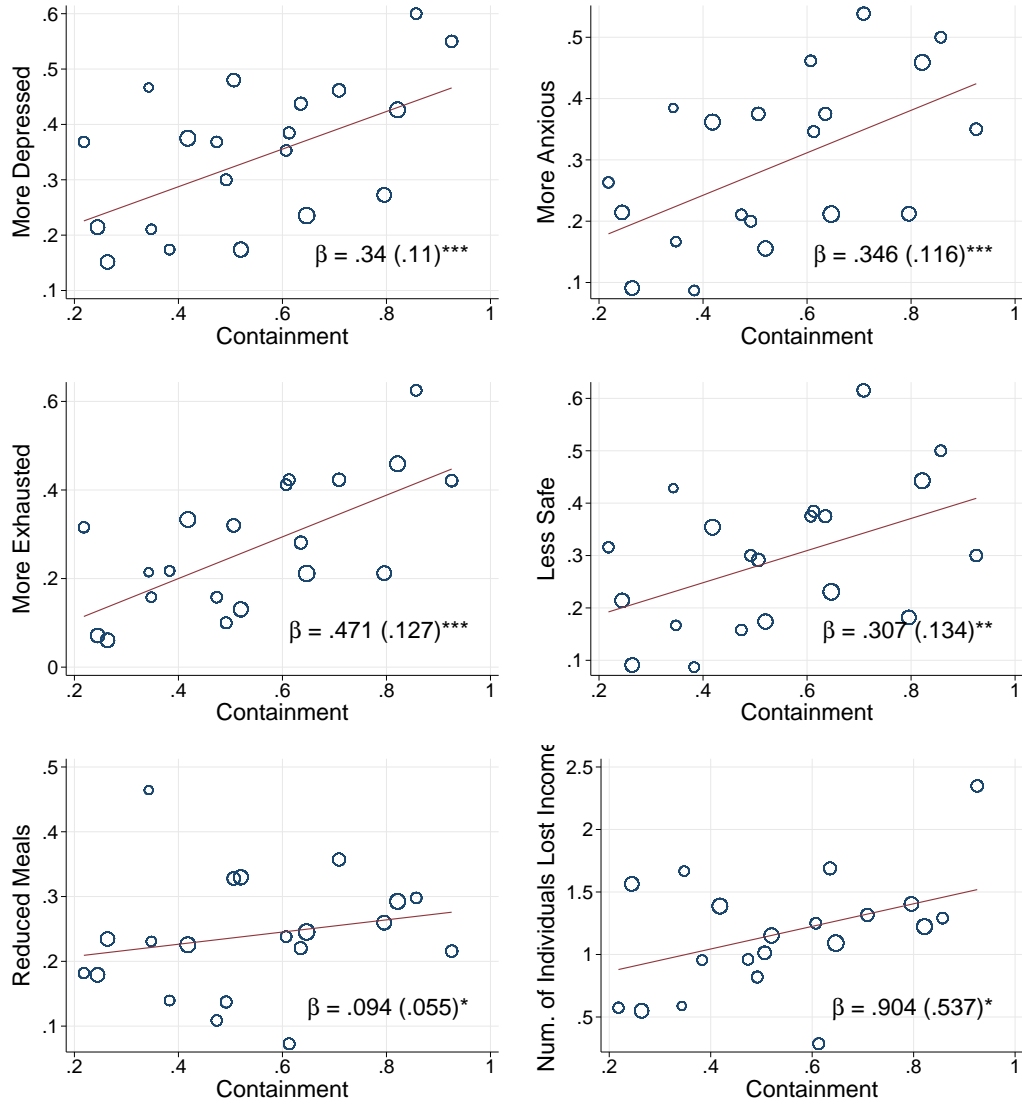 More Depressed
.6
.5
.4
.3
.2
.1
β = .34 (.11)***
.2 .4 .6 .8 1
Containment
More Anxious
.5
.4
.3
.2
.1
β = .346 (.116)***
.2 .4 .6 .8 1
Containment
More Exhausted
.6
.4
.2
0
β = .471 (.127)***
.2 .4 .6 .8 1
Containment
Less Safe
.6
.5
.4
.3
.2
.1
β = .307 (.134)**
.2 .4 .6 .8 1
Containment
Reduced Meals
.5
.4
.3
.2
.1
β = .094 (.055)*
.2 .4 .6 .8 1
Containment
Num. of Individuals Lost Income
2.5
2
1.5
1
.5
β = .904 (.537)*
.2 .4 .6 .8 1
Containment